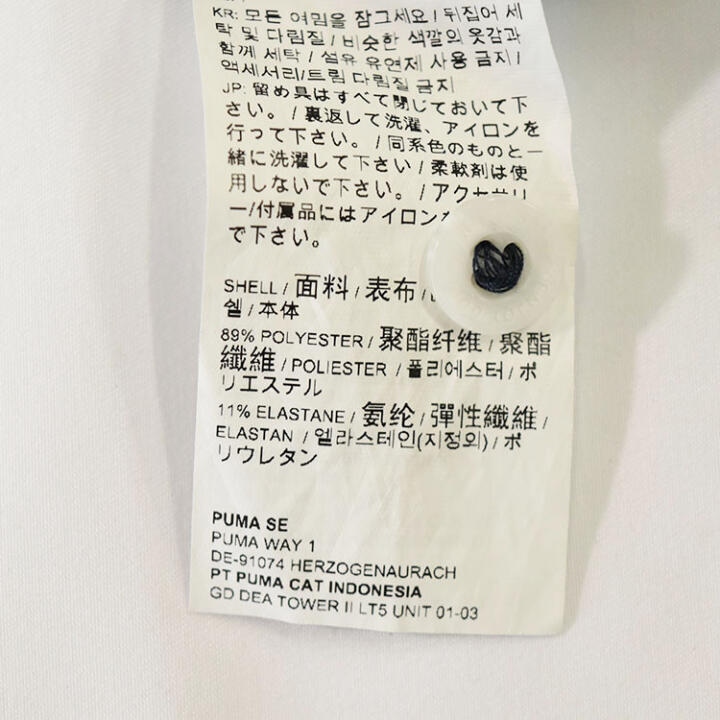 KR: 모든 여밈을 잠그세요 / 뒤집어 세
탁 및 다림질 / 비슷한 색깔의 옷감과
함께 세탁 / 섬유 유연제 사용 금지 /
액세서리/트림 다림질 금지
JP: 留め具はすべて閉じておいて下
さい。 / 裏返して洗濯、アイロンを
行って下さい。 / 同系色のものと一
緒に洗濯して下さい / 柔軟剤は使
用しないで下さい。 / アクセサリ
ー/付属品にはアイロン
で下さい。
SHELL / 面料 / 表布 /
쉘 / 本体
89% POLYESTER / 聚酯纤维 / 聚酯
纖維 / POLIESTER / 폴리에스터 / ポ
リエステル
11% ELASTANE / 氨纶 / 彈性纖維 /
ELASTAN / 엘라스테인(지정외) / ポ
リウレタン
PUMA SE
PUMA WAY 1
DE-91074 HERZOGENAURACH
PT PUMA CAT INDONESIA
GD DEA TOWER II LT5 UNIT 01-03